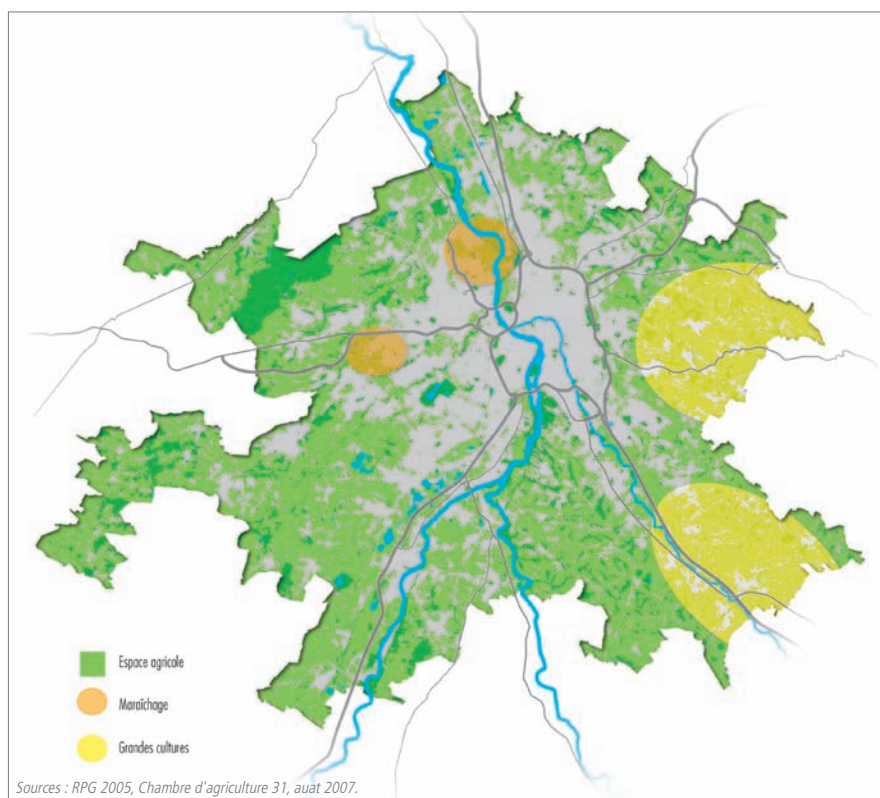 Espace agricole
Maraîchage
Grandes cultures
Sources : RPG 2005, Chambre d'agriculture 31, auat 2007.